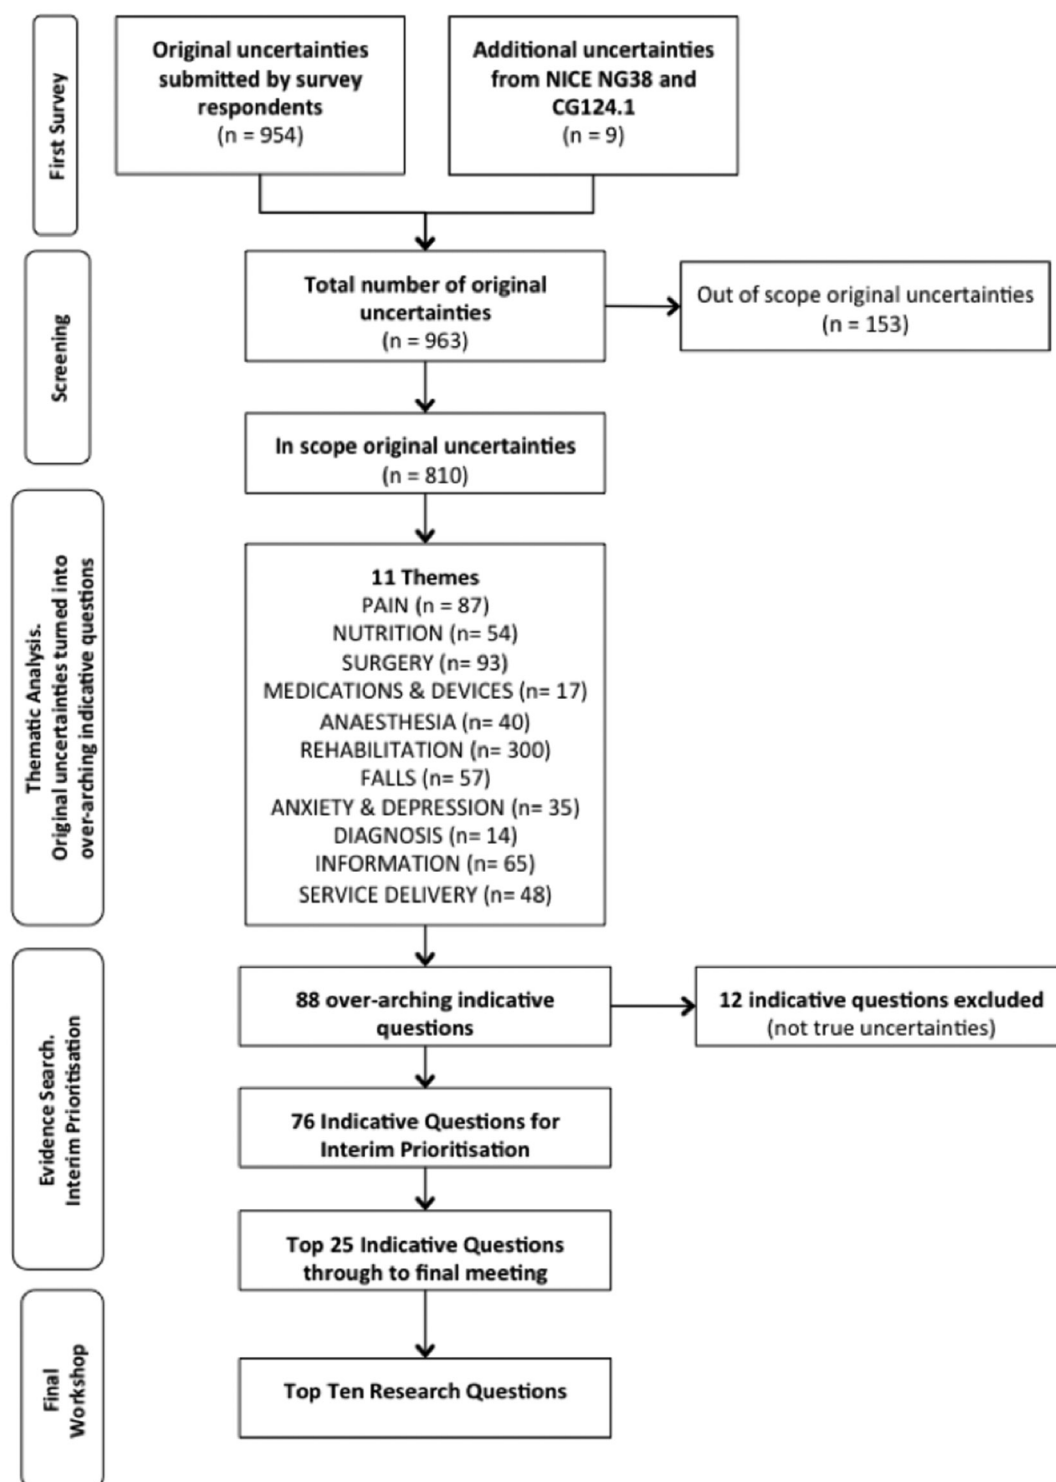 First Survey
Original uncertainties
submitted by survey
respondents
(n = 954)
Additional uncertainties
from NICE NG38 and
CG124.1
(n = 9)
Screening
Total number of original
uncertainties
(n = 963)
Out of scope original uncertainties
(n = 153)
In scope original uncertainties
(n = 810)
Thematic Analysis.
Original uncertainties turned into
over-arching indicative questions
11 Themes
PAIN (n = 87)
NUTRITION (n= 54)
SURGERY (n= 93)
MEDICATIONS & DEVICES (n= 17)
ANAESTHESIA (n= 40)
REHABILITATION (n= 300)
FALLS (n= 57)
ANXIETY & DEPRESSION (n= 35)
DIAGNOSIS (n= 14)
INFORMATION (n= 65)
SERVICE DELIVERY (n= 48)
Evidence Search.
Interim Prioritisation
88 over-arching indicative
questions
12 indicative questions excluded
(not true uncertainties)
76 Indicative Questions for
Interim Prioritisation
Top 25 Indicative Questions
through to final meeting
Final
Workshop
Top Ten Research Questions